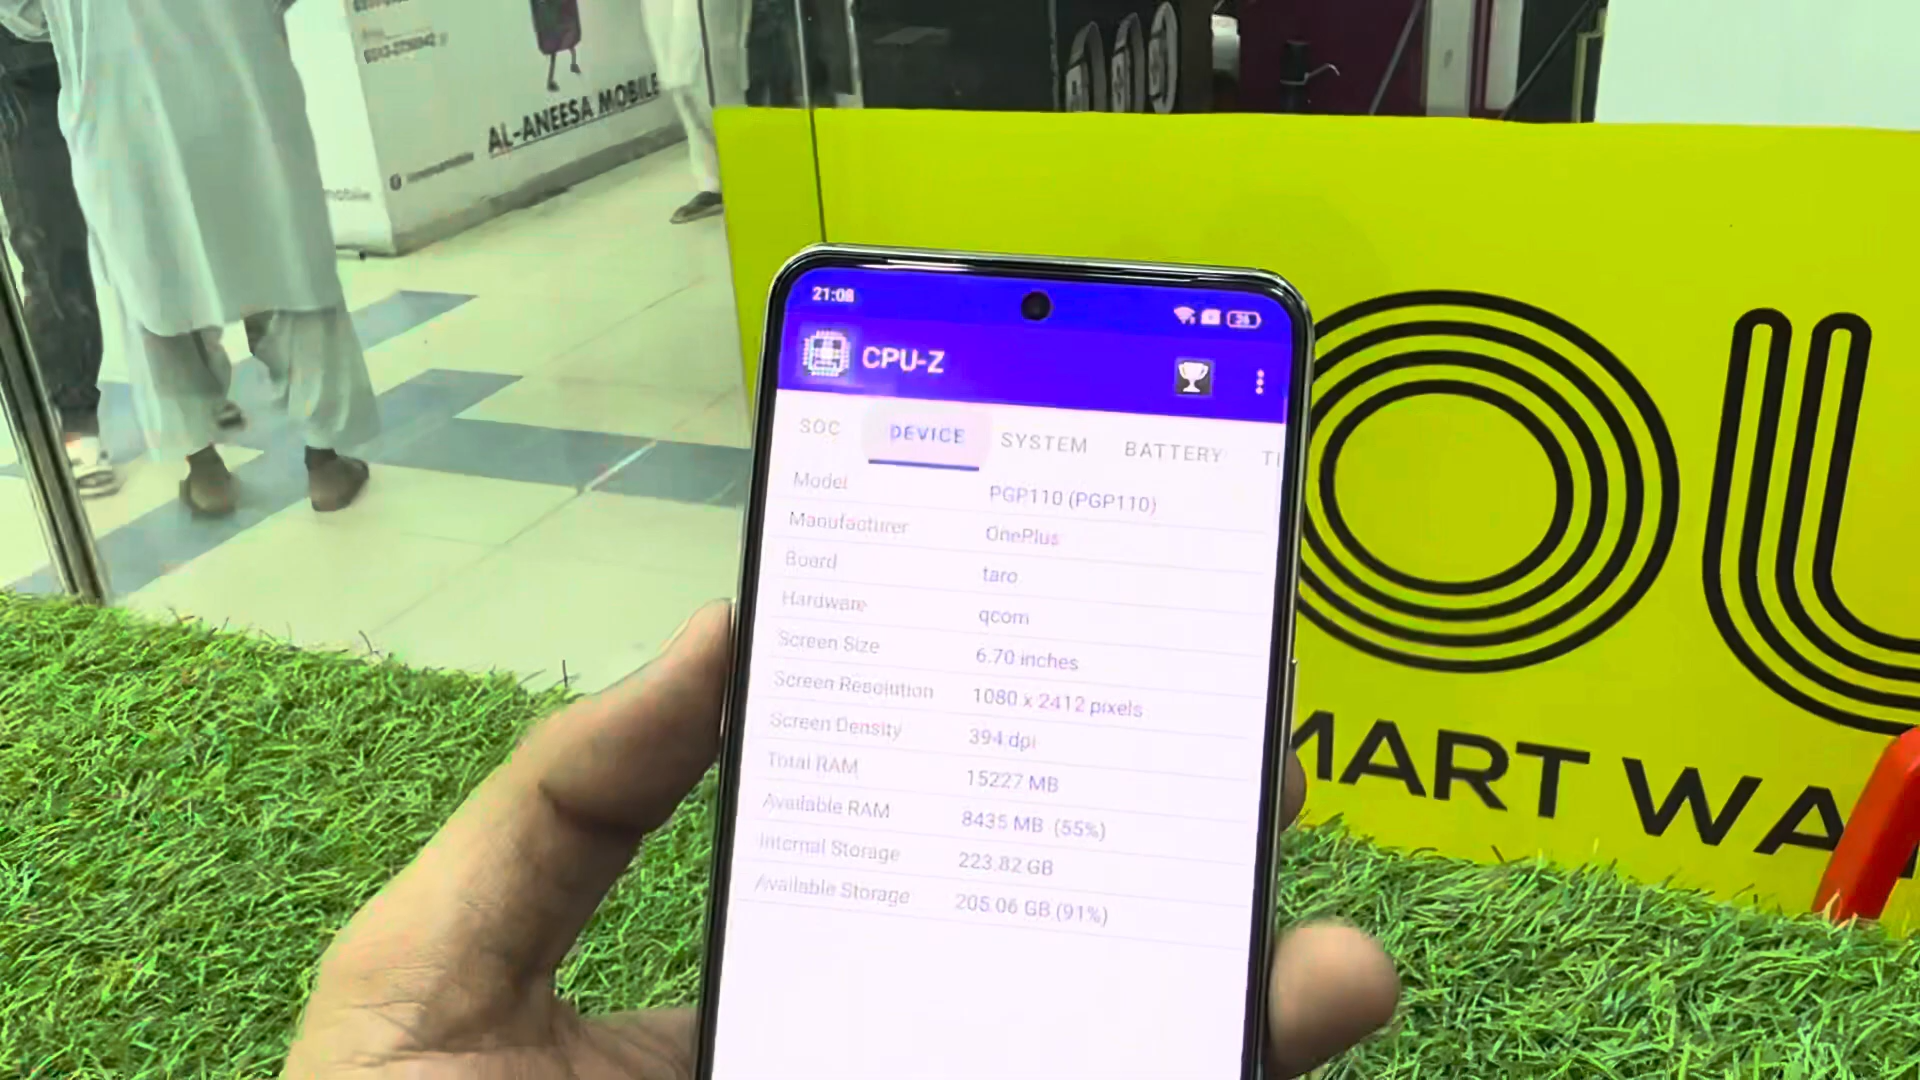 AL-ANEESA MOBILE
21:08
26
CPU-Z
SOC DEVICE SYSTEM BATTERY
Model PGP110 (PGP110)
Manufacturer OnePlus
Board taro
Hardware qcom
Screen Size 6.70 inches
Screen Resolution 1080 x 2412 pixels
Screen Density 394 dpi
Total RAM 15227 MB
Available RAM 8435 MB (55%)
Internal Storage 223.82 GB
Available Storage 205.06 GB (91%)
OU
MART WA